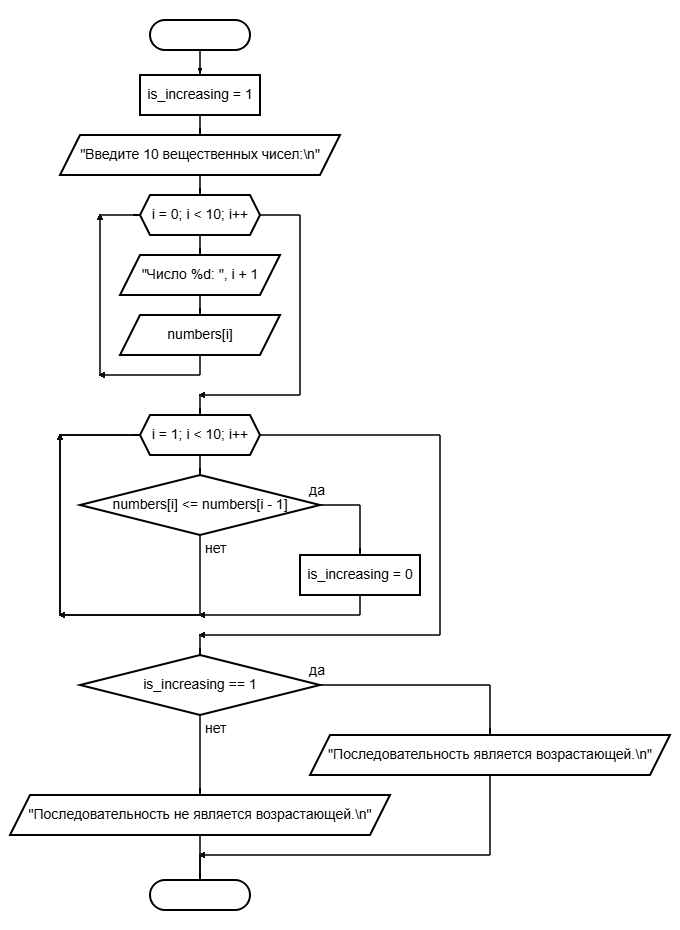 is_increasing = 1
"Введите 10 вещественных чисел:\n"
i = 0; i < 10; i++
"Число %d: ", i + 1
numbers[i]
i = 1; i < 10; i++
numbers[i] <= numbers[i - 1]
да
нет
is_increasing = 0
is_increasing == 1
да
нет
"Последовательность является возрастающей.\n"
"Последовательность не является возрастающей.\n"